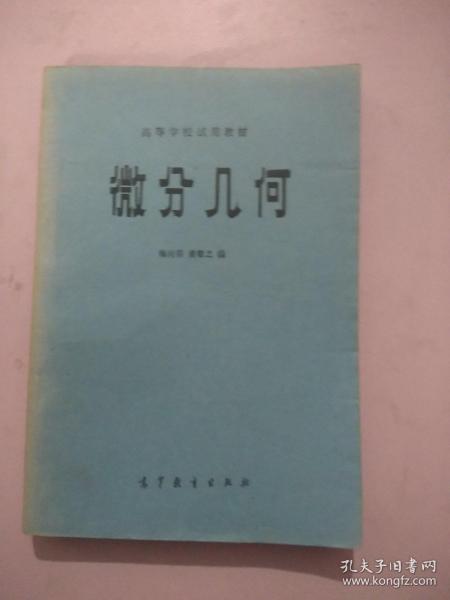 高等学校试用教材
微分几何
梅向明 黄敬之 编
高等教育出版社
孔夫子旧书网
www.kongfz.com